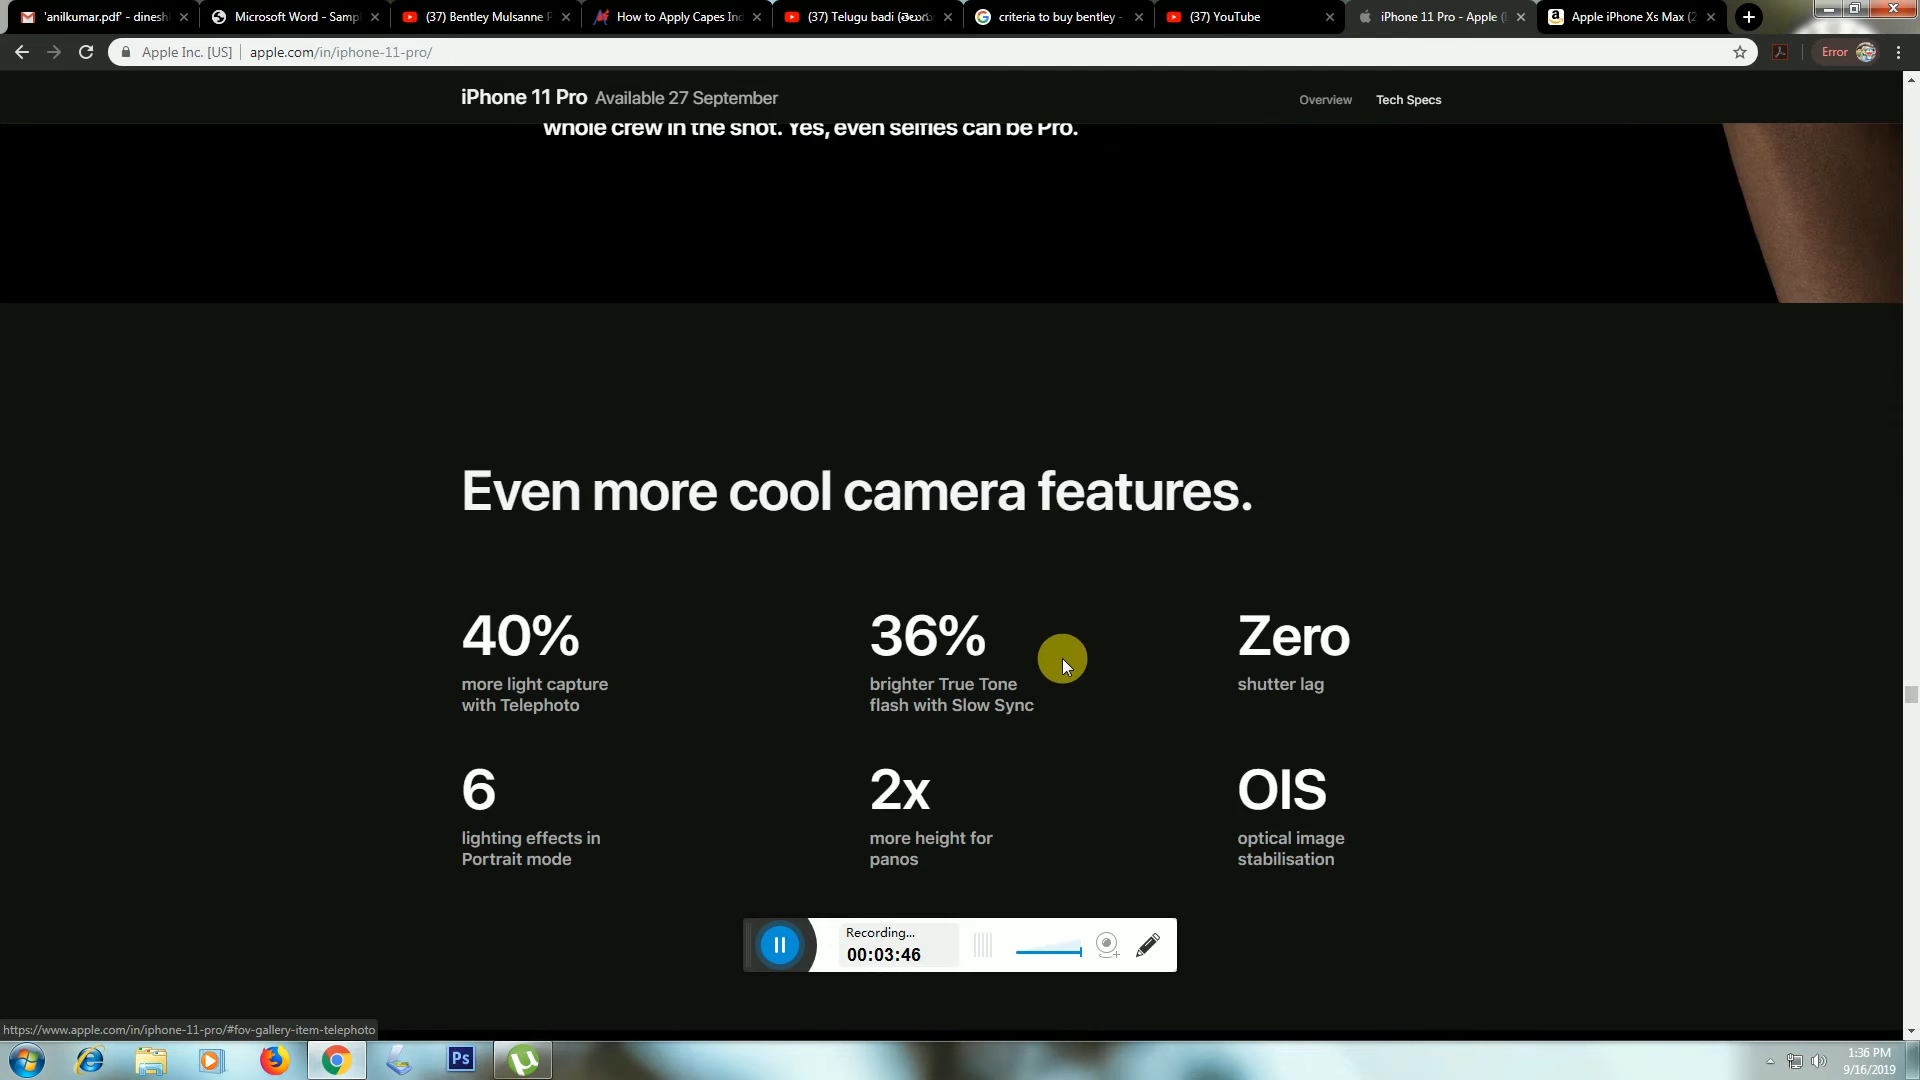 'anilkumar.pdf' - dinesh
Microsoft Word - Samp
(37) Bentley Mulsanne P
How to Apply Capes Ind
(37) Telugu badi (తెలుగు
criteria to buy bentley -
(37) YouTube
iPhone 11 Pro - Apple (
Apple iPhone Xs Max (2
Apple Inc. [US]
apple.com/in/iphone-11-pro/
Error
iPhone 11 Pro Available 27 September
Overview
Tech Specs
whole crew in the shot. Yes, even selfies can be Pro.
Even more cool camera features.
40%
more light capture
with Telephoto
36%
brighter True Tone
flash with Slow Sync
Zero
shutter lag
6
lighting effects in
Portrait mode
2x
more height for
panos
OIS
optical image
stabilisation
Recording...
00:03:46
https://www.apple.com/in/iphone-11-pro/#fov-gallery-item-telephoto
Ps
1:36 PM
9/16/2019